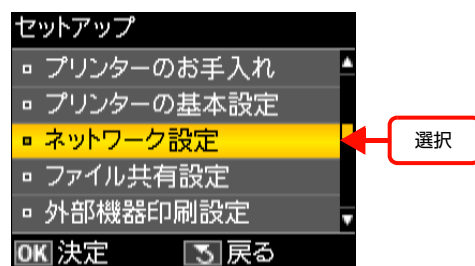 セットアップ
プリンターのお手入れ
プリンターの基本設定
ネットワーク設定
選択
ファイル共有設定
外部機器印刷設定
OK 決定 戻る